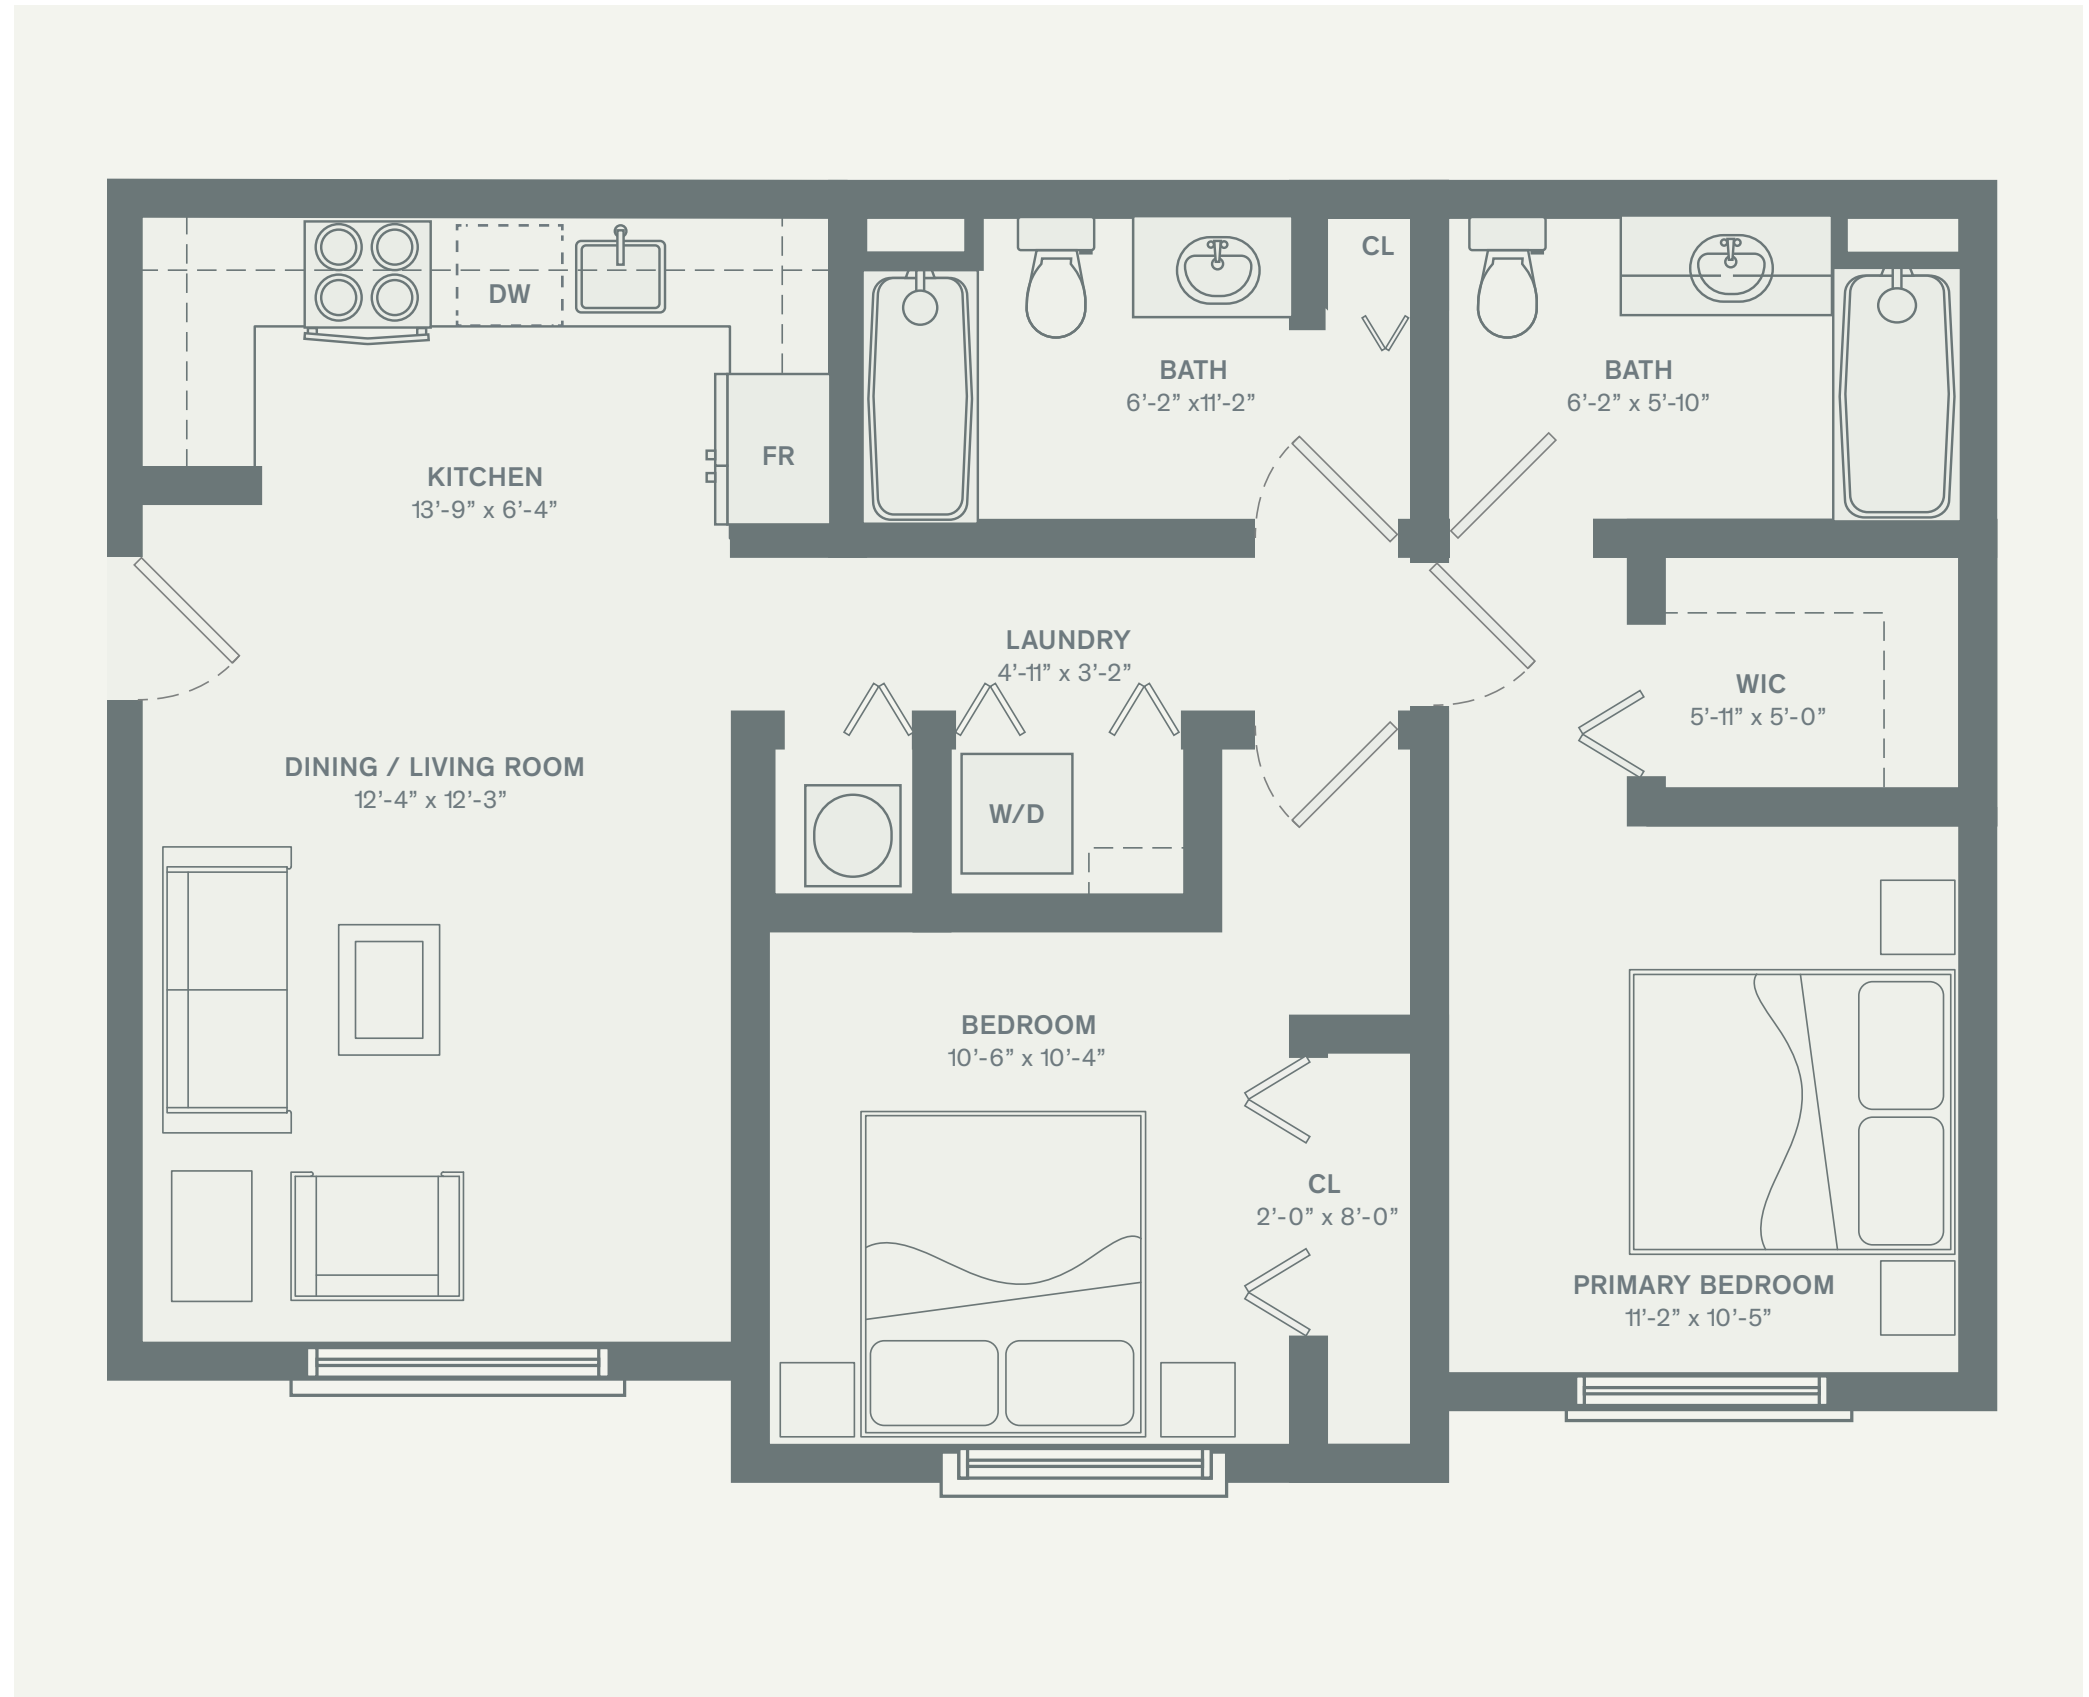 CL
DW
BATH
6’-2” x11’-2”
BATH
6’-2” x 5’-10”
FR
KITCHEN
13’-9” x 6’-4”
LAUNDRY
4’-11” x 3’-2”
WIC
5’-11” x 5’-0”
DINING / LIVING ROOM
12’-4” x 12’-3”
W/D
BEDROOM
10’-6” x 10’-4”
CL
2’-0” x 8’-0”
PRIMARY BEDROOM
11’-2” x 10’-5”